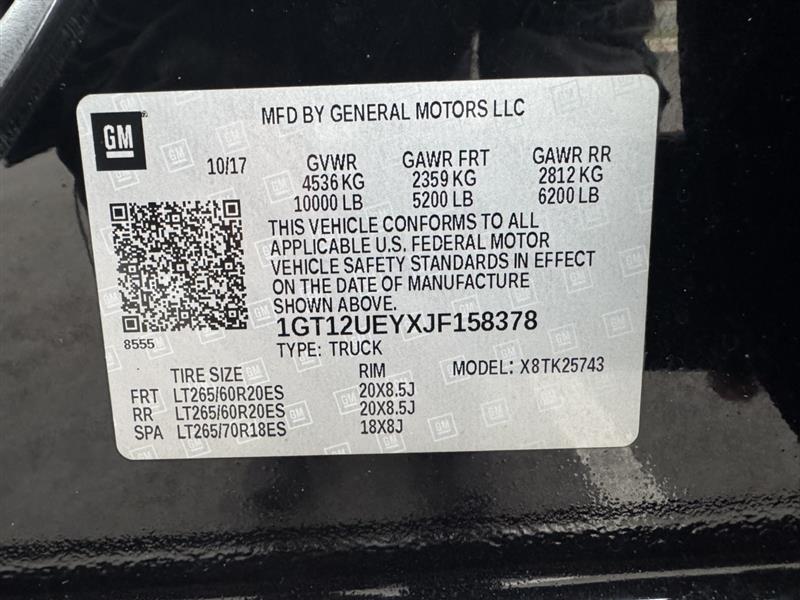 MFD BY GENERAL MOTORS LLC
GM
10/17
GVWR GAWR FRT GAWR RR
4536 KG 2359 KG 2812 KG
10000 LB 5200 LB 6200 LB
THIS VEHICLE CONFORMS TO ALL
APPLICABLE U.S. FEDERAL MOTOR
VEHICLE SAFETY STANDARDS IN EFFECT
ON THE DATE OF MANUFACTURE
SHOWN ABOVE.
1GT12UEYXJF158378
8555
TYPE: TRUCK
MODEL: X8TK25743
TIRE SIZE RIM
FRT LT265/60R20ES 20X8.5J
RR LT265/60R20ES 20X8.5J
SPA LT265/70R18ES 18X8J